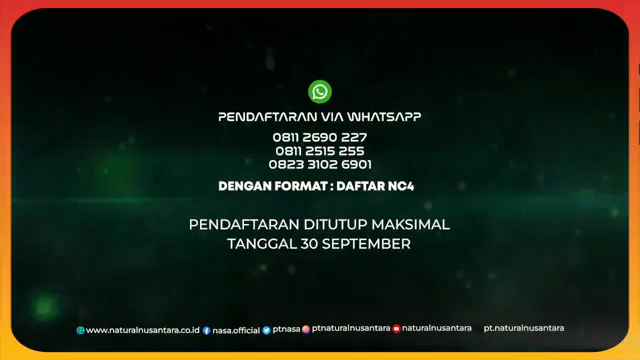 PENDAFTARAN VIA WHATSAPP
0811 2690 227
0811 2515 255
0823 3102 6901
DENGAN FORMAT : DAFTAR NC4
PENDAFTARAN DITUTUP MAKSIMAL
TANGGAL 30 SEPTEMBER
www.naturalnusantara.co.id nasa.official ptnasa ptnaturalnusantara naturalnusantara pt.naturalnusantara